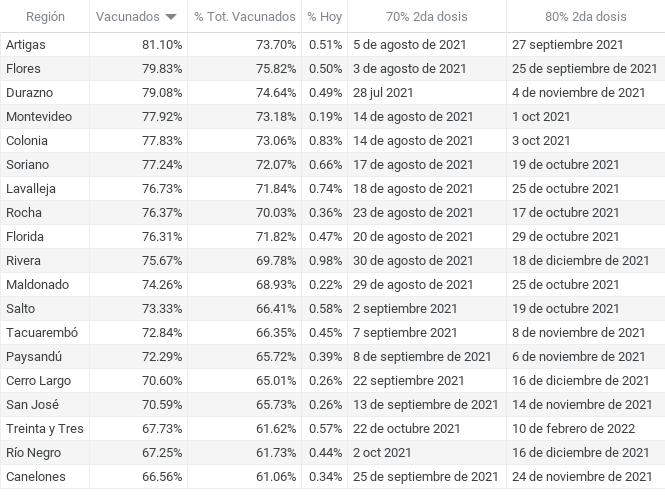 Región Vacunados % Tot. Vacunados % Hoy 70% 2da dosis 80% 2da dosis
Artigas 81.10% 73.70% 0.51% 5 de agosto de 2021 27 septiembre 2021
Flores 79.83% 75.82% 0.50% 3 de agosto de 2021 25 de septiembre de 2021
Durazno 79.08% 74.64% 0.49% 28 jul 2021 4 de noviembre de 2021
Montevideo 77.92% 73.18% 0.19% 14 de agosto de 2021 1 oct 2021
Colonia 77.83% 73.06% 0.83% 14 de agosto de 2021 3 oct 2021
Soriano 77.24% 72.07% 0.66% 17 de agosto de 2021 19 de octubre 2021
Lavalleja 76.73% 71.84% 0.74% 18 de agosto de 2021 25 de octubre 2021
Rocha 76.37% 70.03% 0.36% 23 de agosto de 2021 17 de octubre 2021
Florida 76.31% 71.82% 0.47% 20 de agosto de 2021 29 de octubre 2021
Rivera 75.67% 69.78% 0.98% 30 de agosto de 2021 18 de diciembre de 2021
Maldonado 74.26% 68.93% 0.22% 29 de agosto de 2021 25 de octubre 2021
Salto 73.33% 66.41% 0.58% 2 septiembre 2021 19 de octubre 2021
Tacuarembó 72.84% 66.35% 0.45% 7 septiembre 2021 8 de noviembre de 2021
Paysandú 72.29% 65.72% 0.39% 8 de septiembre de 2021 6 de noviembre de 2021
Cerro Largo 70.60% 65.01% 0.26% 22 septiembre 2021 16 de diciembre de 2021
San José 70.59% 65.73% 0.26% 13 de septiembre de 2021 14 de noviembre de 2021
Treinta y Tres 67.73% 61.62% 0.57% 22 de octubre 2021 10 de febrero de 2022
Río Negro 67.25% 61.73% 0.44% 2 oct 2021 16 de diciembre de 2021
Canelones 66.56% 61.06% 0.34% 25 de septiembre de 2021 24 de noviembre de 2021